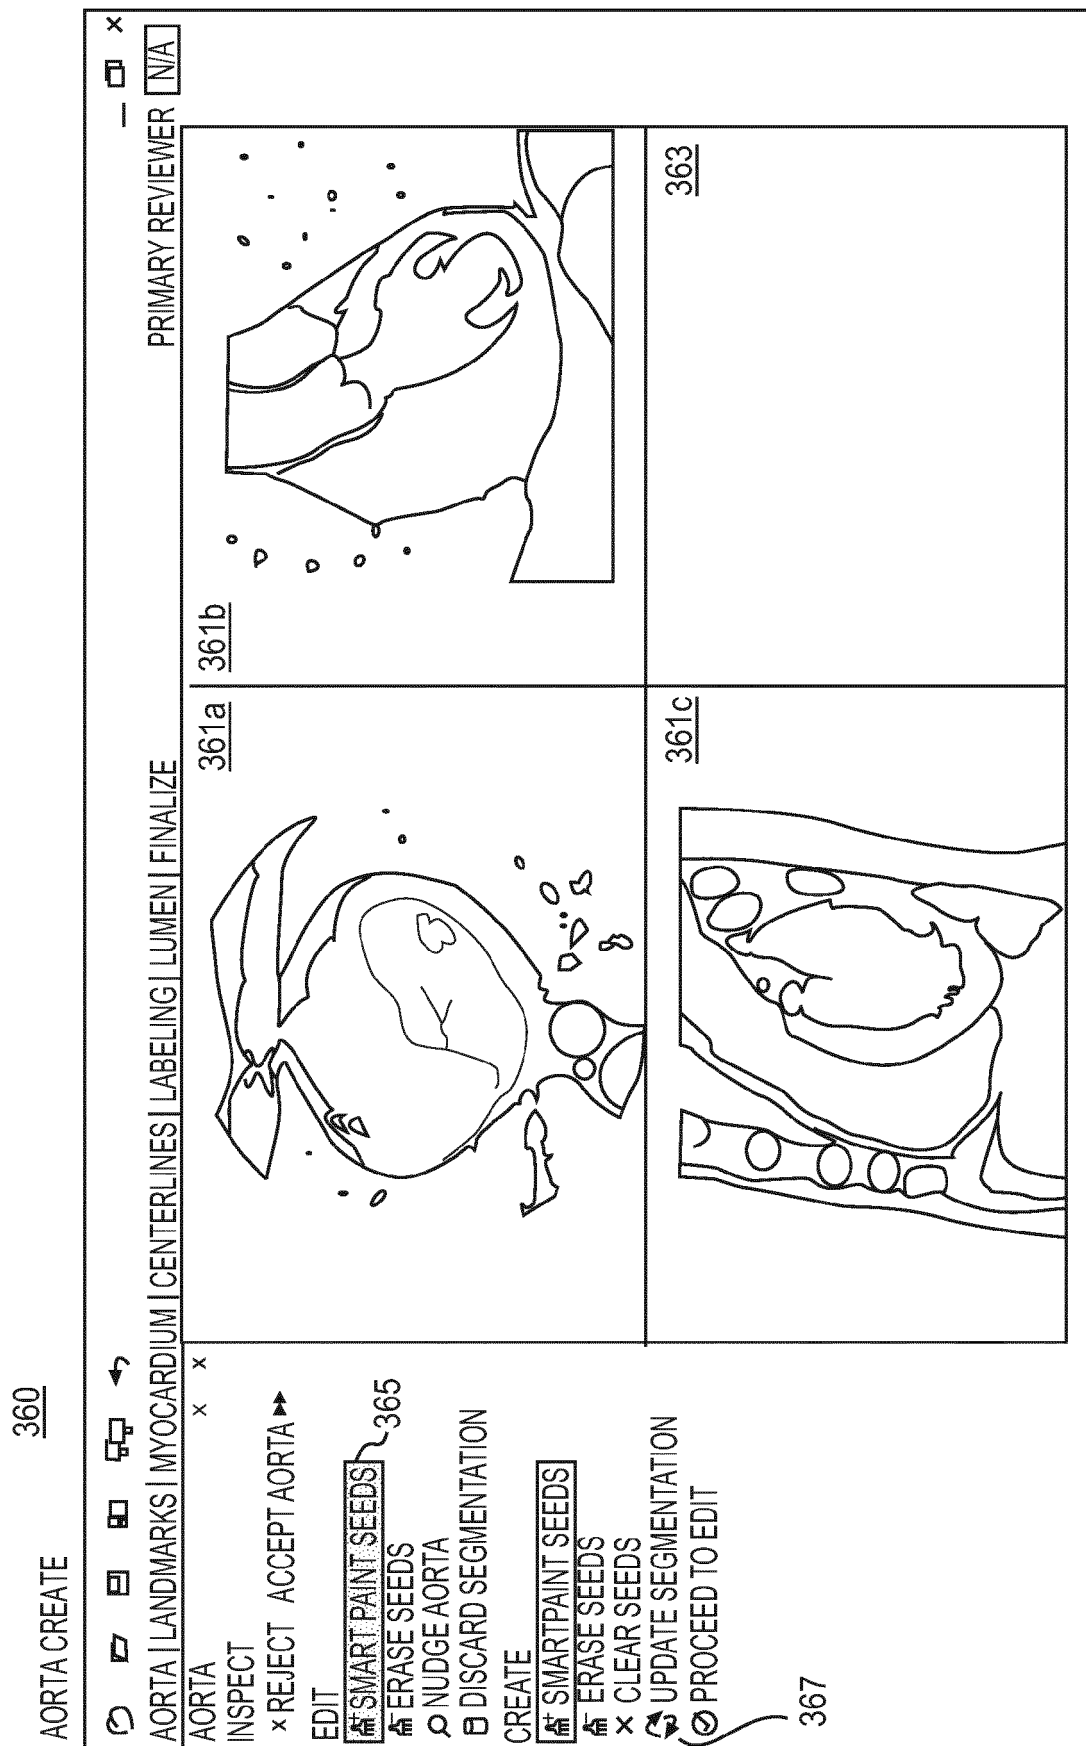 360
AORTA CREATE
PRIMARY REVIEWER N/A
AORTA | LANDMARKS | MYOCARDIUM | CENTERLINES | LABELING | LUMEN | FINALIZE
AORTA x x
INSPECT
x REJECT ACCEPT AORTA
EDIT
SMART PAINT SEEDS
365
ERASE SEEDS
NUDGE AORTA
DISCARD SEGMENTATION
CREATE
SMARTPAINT SEEDS
ERASE SEEDS
x CLEAR SEEDS
UPDATE SEGMENTATION
PROCEED TO EDIT
367
361a
361b
361c
363